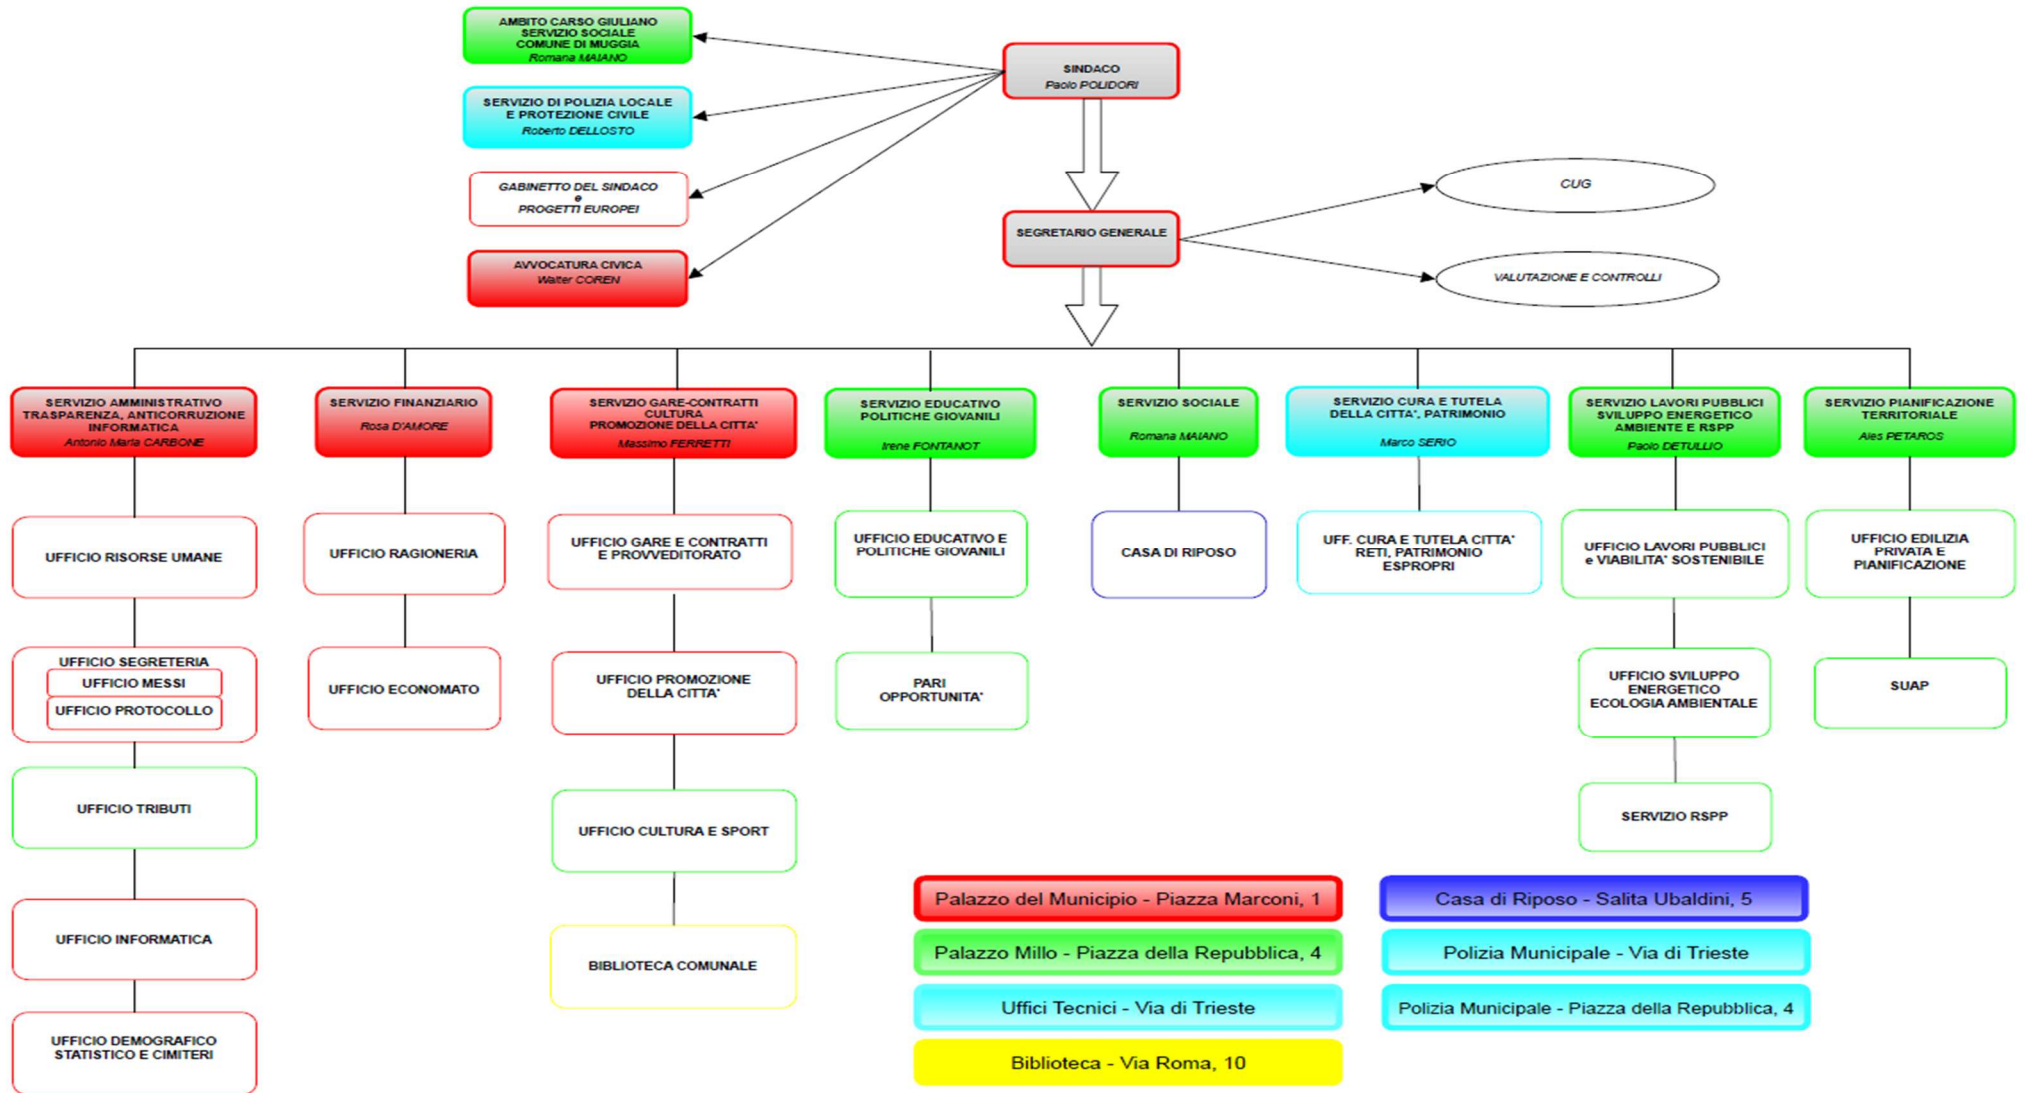 AMBITO CARSO GIULIANO
SERVIZIO SOCIALE
COMUNE DI MUGGIA
Romana MAIANO
SINDACO
Paolo POLIDORI
SERVIZIO DI POLIZIA LOCALE
E PROTEZIONE CIVILE
Roberto DELLOSTO
GABINETTO DEL SINDACO
e
PROGETTI EUROPEI
CUG
SEGRETARIO GENERALE
AVVOCATURA CIVICA
Walter COREN
VALUTAZIONE E CONTROLLI
SERVIZIO AMMINISTRATIVO
TRASPARENZA, ANTICORRUZIONE
INFORMATICA
Antonio Maria CARBONE
SERVIZIO FINANZIARIO
Rosa D'AMORE
SERVIZIO GARE-CONTRATTI
CULTURA
PROMOZIONE DELLA CITTA'
Massimo FERRETTI
SERVIZIO EDUCATIVO
POLITICHE GIOVANILI
Irene FONTANOT
SERVIZIO SOCIALE
Romana MAIANO
SERVIZIO CURA E TUTELA
DELLA CITTA', PATRIMONIO
Marco SERIO
SERVIZIO LAVORI PUBBLICI
SVILUPPO ENERGETICO
AMBIENTE E RSPP
Paolo DETULLIO
SERVIZIO PIANIFICAZIONE
TERRITORIALE
Ales PETAROS
UFFICIO RISORSE UMANE
UFFICIO RAGIONERIA
UFFICIO GARE E CONTRATTI
E PROVVEDITORATO
UFFICIO EDUCATIVO E
POLITICHE GIOVANILI
CASA DI RIPOSO
UFF. CURA E TUTELA CITTA'
RETI, PATRIMONIO
ESPROPRI
UFFICIO LAVORI PUBBLICI
e VIABILITA' SOSTENIBILE
UFFICIO EDILIZIA
PRIVATA E
PIANIFICAZIONE
UFFICIO SEGRETERIA
UFFICIO MESSI
UFFICIO PROTOCOLLO
UFFICIO ECONOMATO
UFFICIO PROMOZIONE
DELLA CITTA'
PARI
OPPORTUNITA'
UFFICIO SVILUPPO
ENERGETICO
ECOLOGIA AMBIENTALE
SUAP
UFFICIO TRIBUTI
UFFICIO CULTURA E SPORT
SERVIZIO RSPP
UFFICIO INFORMATICA
BIBLIOTECA COMUNALE
UFFICIO DEMOGRAFICO
STATISTICO E CIMITERI
Palazzo del Municipio - Piazza Marconi, 1
Casa di Riposo - Salita Ubaldini, 5
Palazzo Millo - Piazza della Repubblica, 4
Polizia Municipale - Via di Trieste
Uffici Tecnici - Via di Trieste
Polizia Municipale - Piazza della Repubblica, 4
Biblioteca - Via Roma, 10